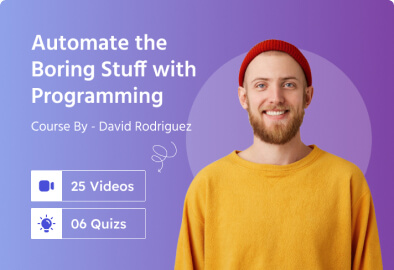 Automate the
Boring Stuff with
Programming
Course By - David Rodriguez
25 Videos
06 Quizs